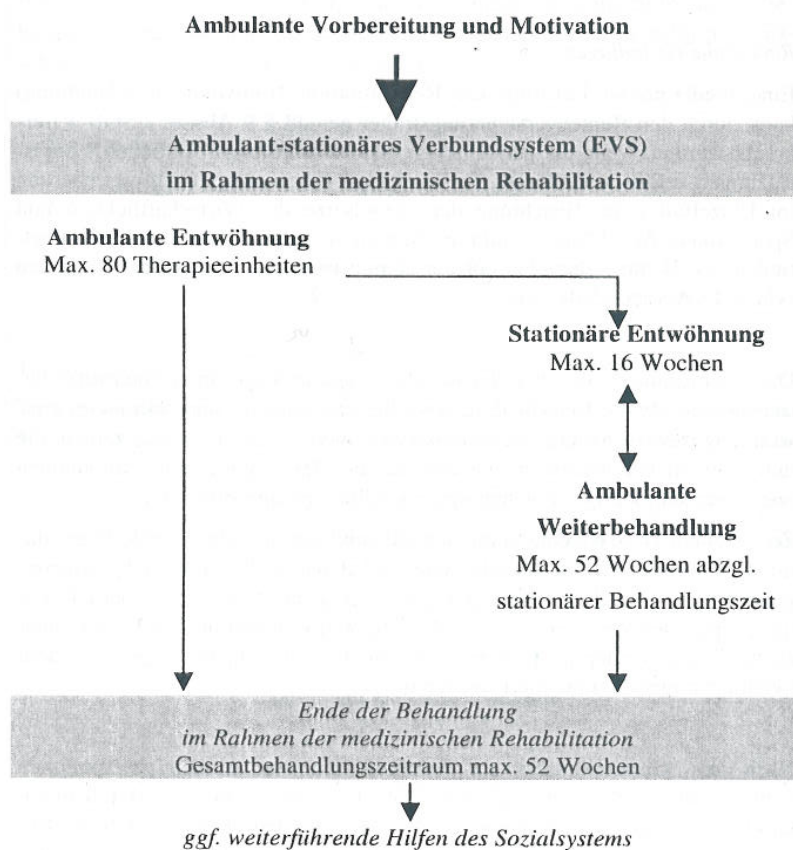 Ambulante Vorbereitung und Motivation
Ambulant-stationäres Verbundsystem (EVS)
im Rahmen der medizinischen Rehabilitation
Ambulante Entwöhnung
Max. 80 Therapieeinheiten
Stationäre Entwöhnung
Max. 16 Wochen
Ambulante
Weiterbehandlung
Max. 52 Wochen abzgl.
stationärer Behandlungszeit
Ende der Behandlung
im Rahmen der medizinischen Rehabilitation
Gesamtbehandlungszeitraum max. 52 Wochen
ggf. weiterführende Hilfen des Sozialsystems